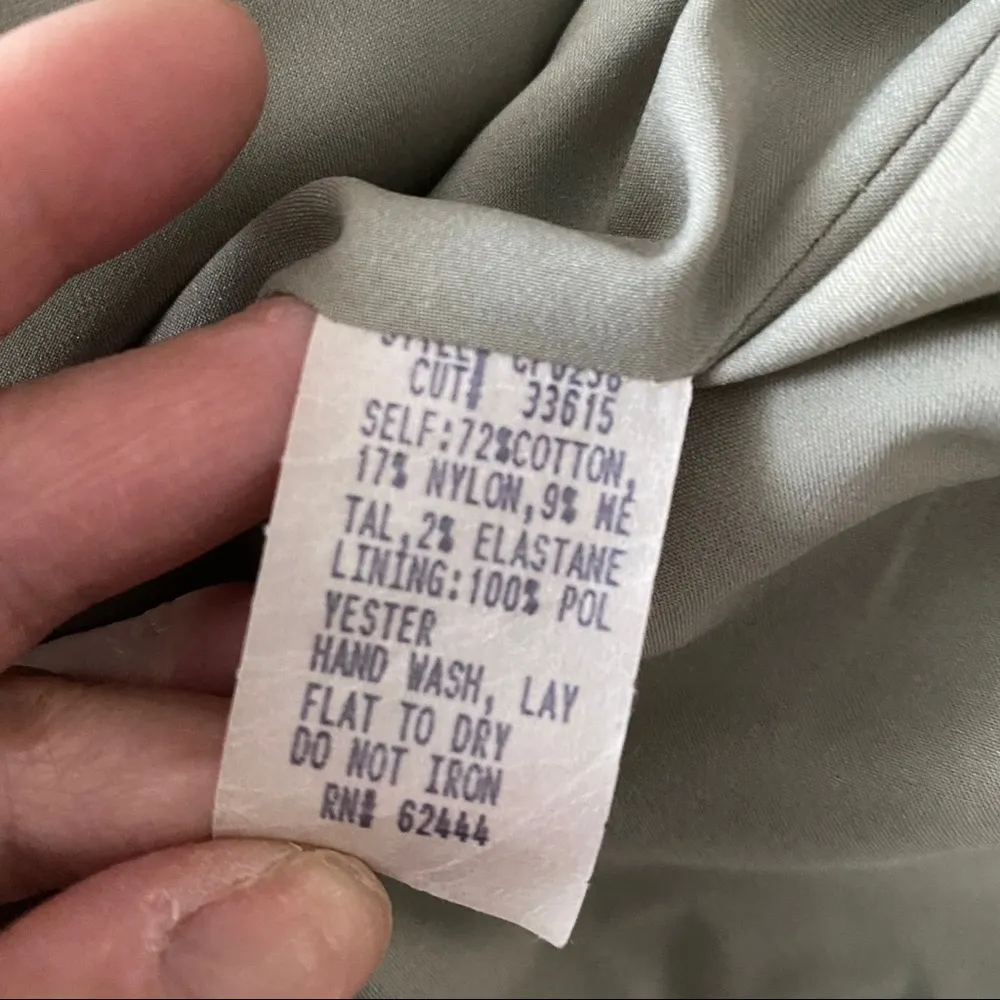 CUT# 33615
SELF:72%COTTON,
17% NYLON,9% ME
TAL,2% ELASTANE
LINING:100% POL
YESTER
HAND WASH, LAY
FLAT TO DRY
DO NOT IRON
RN# 62444